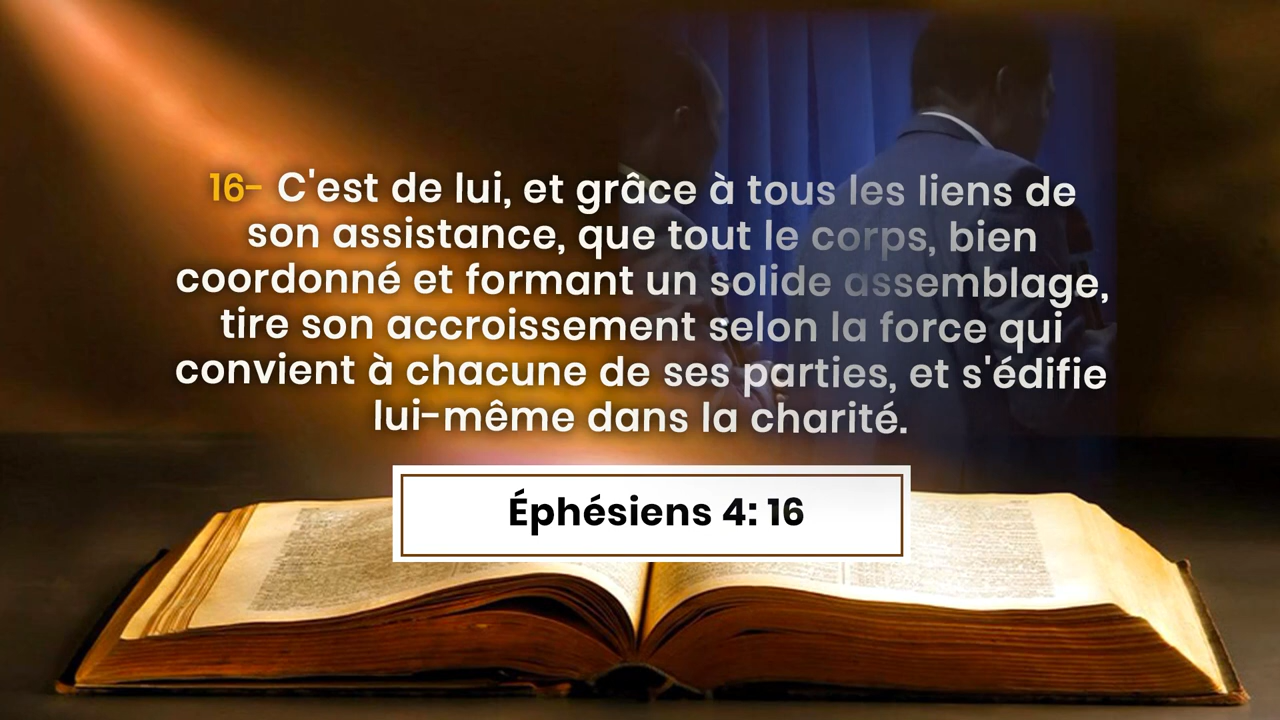 16- C'est de lui, et grâce à tous les liens de
son assistance, que tout le corps, bien
coordonné et formant un solide assemblage,
tire son accroissement selon la force qui
convient à chacune de ses parties, et s'édifie
lui-même dans la charité.
Éphésiens 4: 16